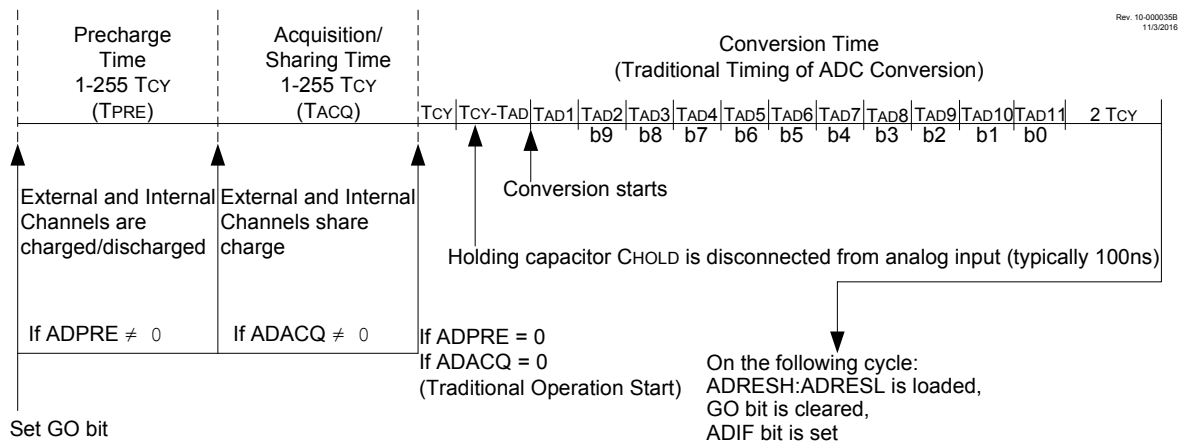 Rev. 10-000035B
11/3/2016
Precharge
Time
1-255 TCY
(TPRE)
Acquisition/
Sharing Time
1-255 TCY
(TACQ)
Conversion Time
(Traditional Timing of ADC Conversion)
TCY TCY-TAD TAD1 TAD2 TAD3 TAD4 TAD5 TAD6 TAD7 TAD8 TAD9 TAD10 TAD11 2 TCY
b9 b8 b7 b6 b5 b4 b3 b2 b1 b0
External and Internal
Channels are
charged/discharged
External and Internal
Channels share
charge
Conversion starts
Holding capacitor CHOLD is disconnected from analog input (typically 100ns)
If ADPRE ≠ 0
If ADACQ ≠ 0
If ADPRE = 0
If ADACQ = 0
(Traditional Operation Start)
On the following cycle:
ADRESH:ADRESL is loaded,
GO bit is cleared,
ADIF bit is set
Set GO bit